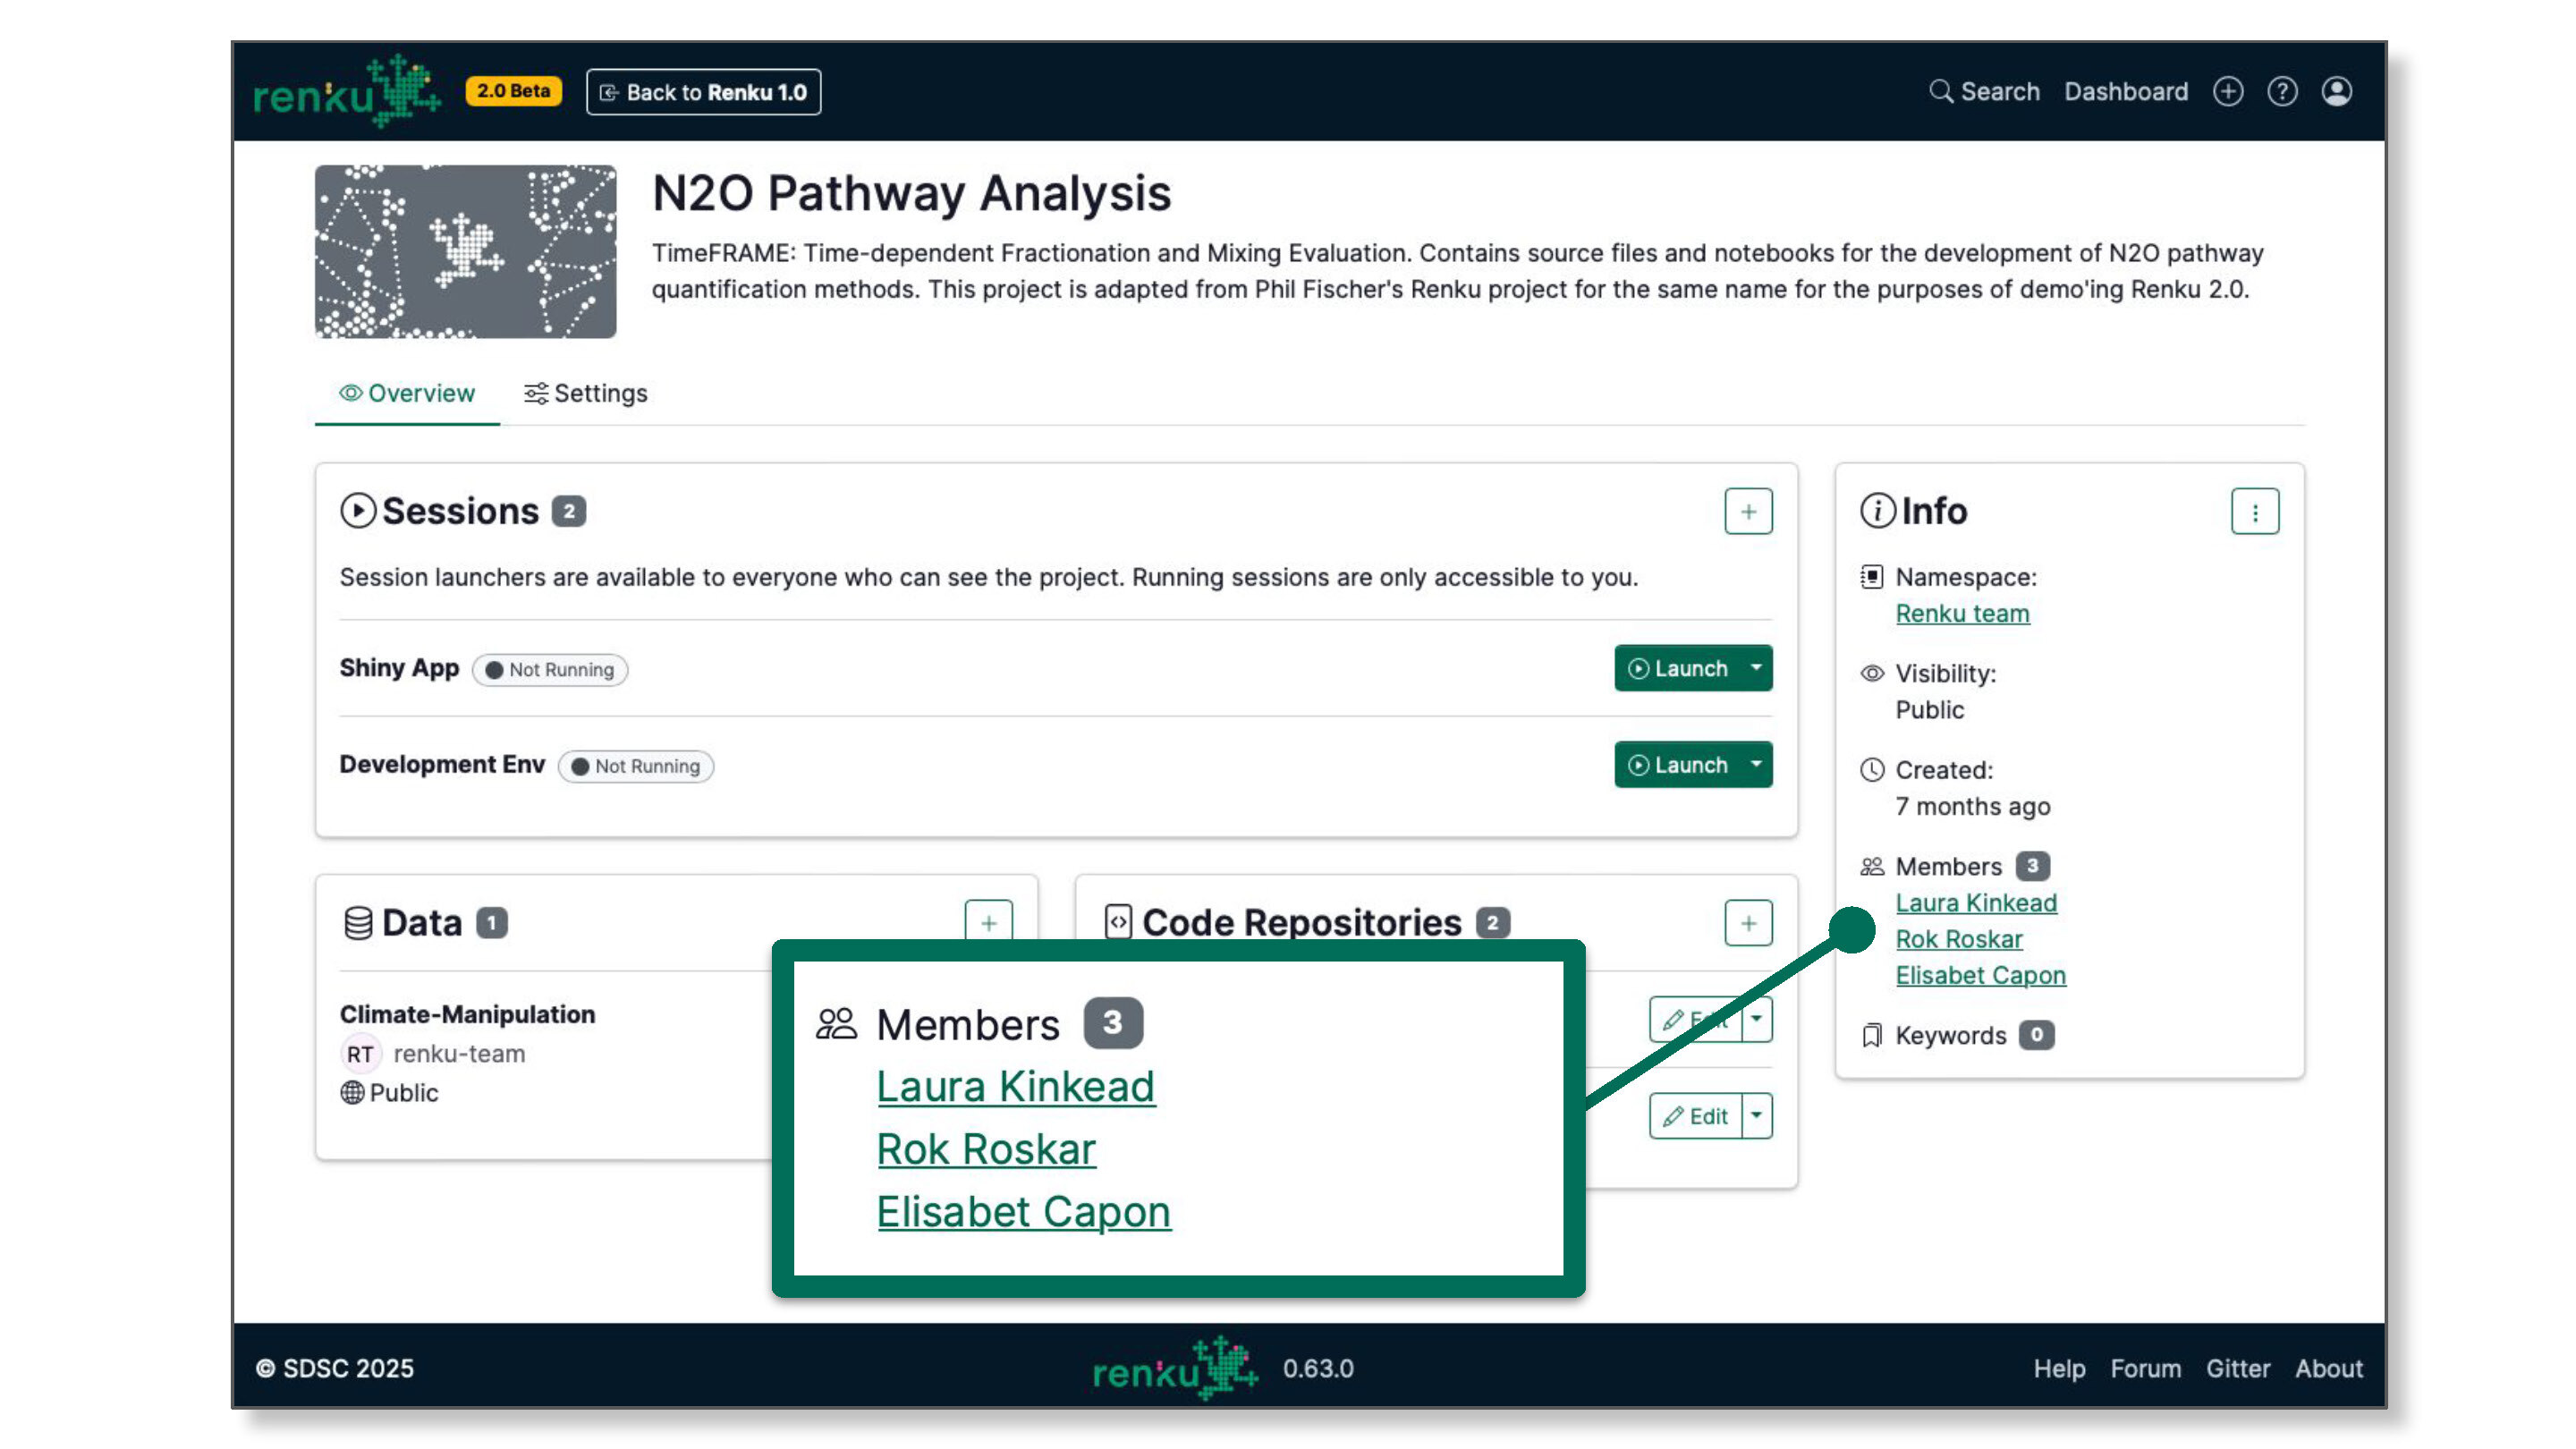 renku
2.0 Beta
Back to Renku 1.0
Search
Dashboard
N2O Pathway Analysis
TimeFRAME: Time-dependent Fractionation and Mixing Evaluation. Contains source files and notebooks for the development of N2O pathway
quantification methods. This project is adapted from Phil Fischer's Renku project for the same name for the purposes of demo'ing Renku 2.0.
Overview
Settings
Sessions 2
Session launchers are available to everyone who can see the project. Running sessions are only accessible to you.
Shiny App
Not Running
Launch
Development Env
Not Running
Launch
Data 1
Climate-Manipulation
RT renku-team
Public
Code Repositories 2
Edit
Edit
Members 3
Laura Kinkead
Rok Roskar
Elisabet Capon
Info
Namespace:
Renku team
Visibility:
Public
Created:
7 months ago
Members 3
Laura Kinkead
Rok Roskar
Elisabet Capon
Keywords 0
© SDSC 2025
renku
0.63.0
Help
Forum
Gitter
About